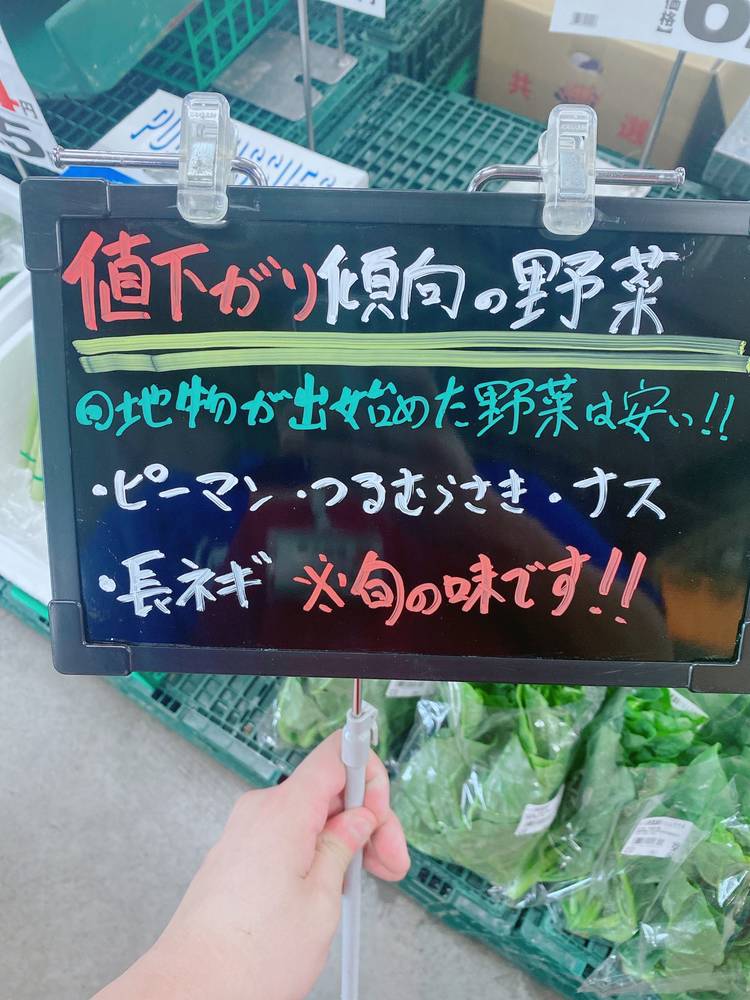 値下がり傾向の野菜
回地物が出始めた野菜は安い!!
・ピーマン・つるむらさき・ナス
・長ネギ ※旬の味です!!